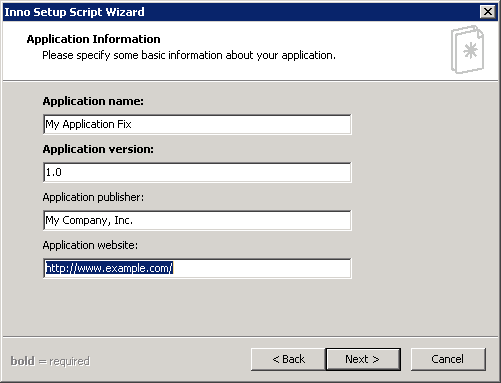 Inno Setup Script Wizard
Application Information
Please specify some basic information about your application.
Application name:
My Application Fix
Application version:
1.0
Application publisher:
My Company, Inc.
Application website:
http://www.example.com/
bold = required
< Back
Next >
Cancel